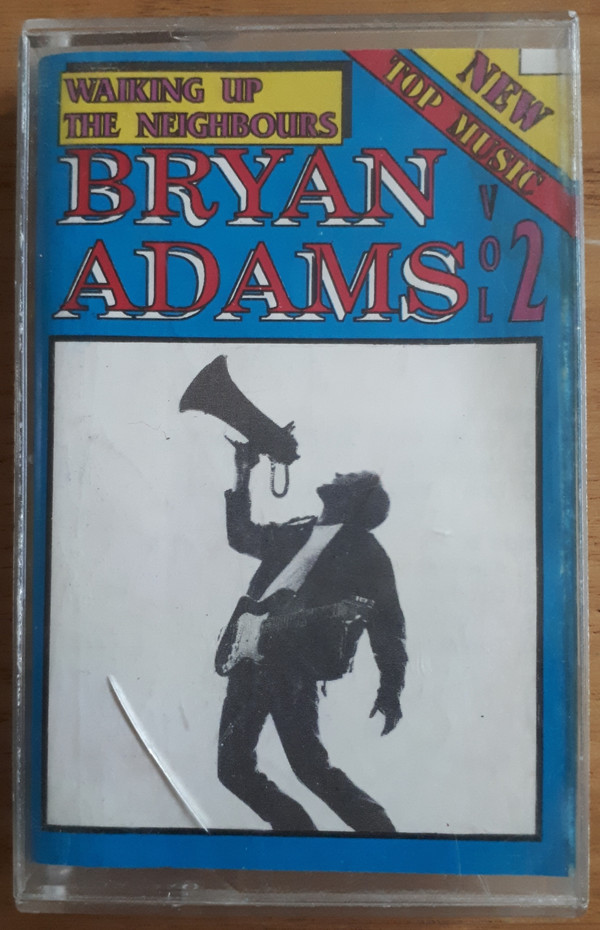 WAIKING UP
THE NEIGHBOURS
BRYAN
ADAMS
VOL 2
NEW
TOP MUSIC